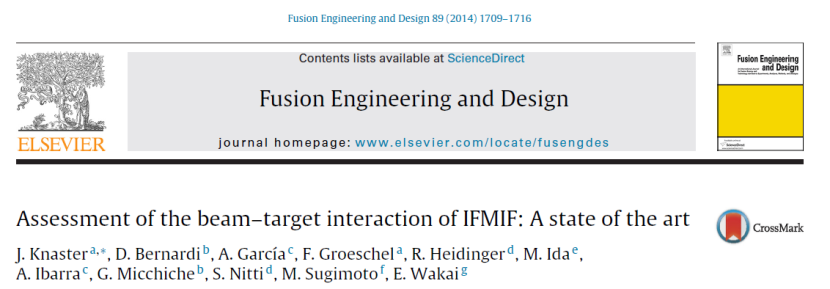 Fusion Engineering and Design 89 (2014) 1709–1716
Contents lists available at ScienceDirect
Fusion Engineering and Design
journal homepage: www.elsevier.com/locate/fusengdes
ELSEVIER
Fusion Engineering
and Design
Assessment of the beam–target interaction of IFMIF: A state of the art
CrossMark
J. Knaster a,*, D. Bernardi b, A. García c, F. Groeschel a, R. Heidinger d, M. Ida e,
A. Ibarra c, G. Micchiche b, S. Nitti d, M. Sugimoto f, E. Wakai g